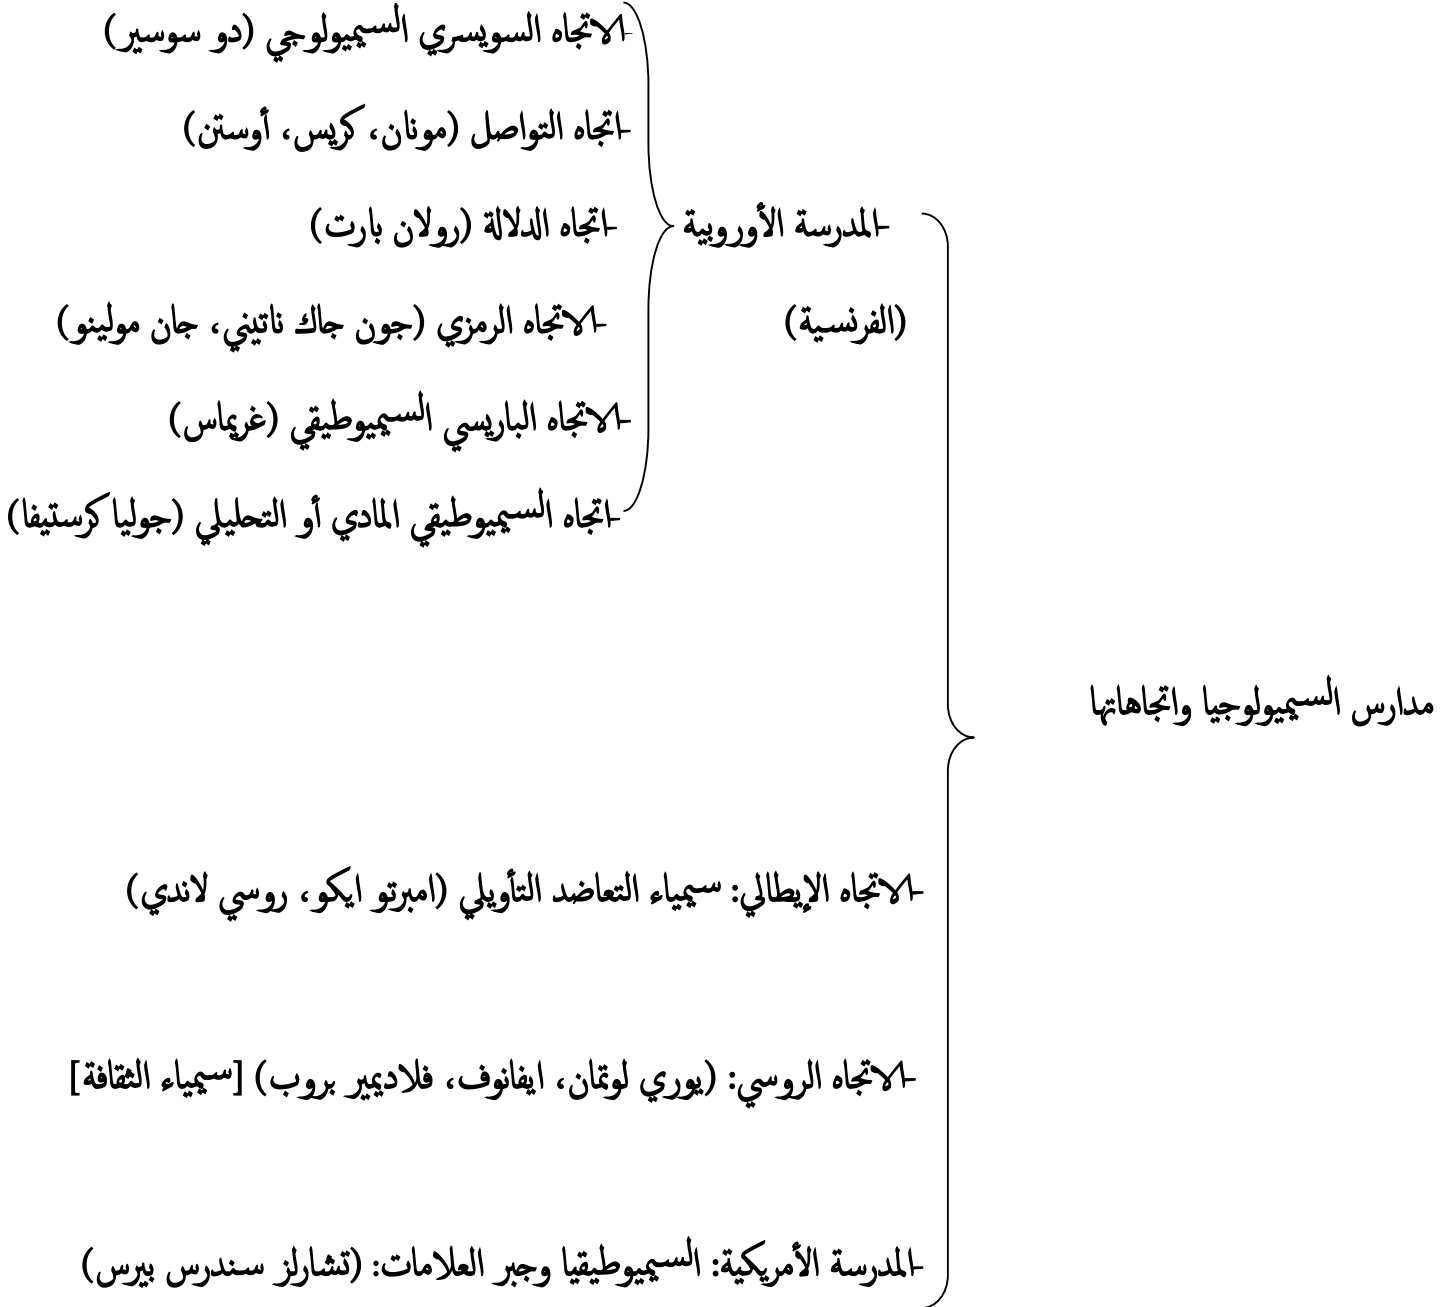 -الاتجاه السويسري السيميولوجي (دو سوسير)
-اتجاه التواصل (مونان، كريس، أوستن)
-المدرسة الأوروبية
-اتجاه الدلالة (رولان بارت)
(الفرنسية)
-الاتجاه الرمزي (جون جاك ناتيني، جان مولينو)
-الاتجاه الباريسي السيميوطيقي (غريماس)
-اتجاه السيميوطيقي المادي أو التحليلي (جوليا كرستيفا)
مدارس السيميولوجيا واتجاهاتها
-الاتجاه الإيطالي: سيمياء التعاضد التأويلي (امبرتو ايكو، روسي لاندي)
-الاتجاه الروسي: (يوري لوتمان، ايفانوف، فلاديمير بروب) [سيمياء الثقافة]
-المدرسة الأمريكية: السيميوطيقيا وجبر العلامات: (تشارلز سندرس بيرس)